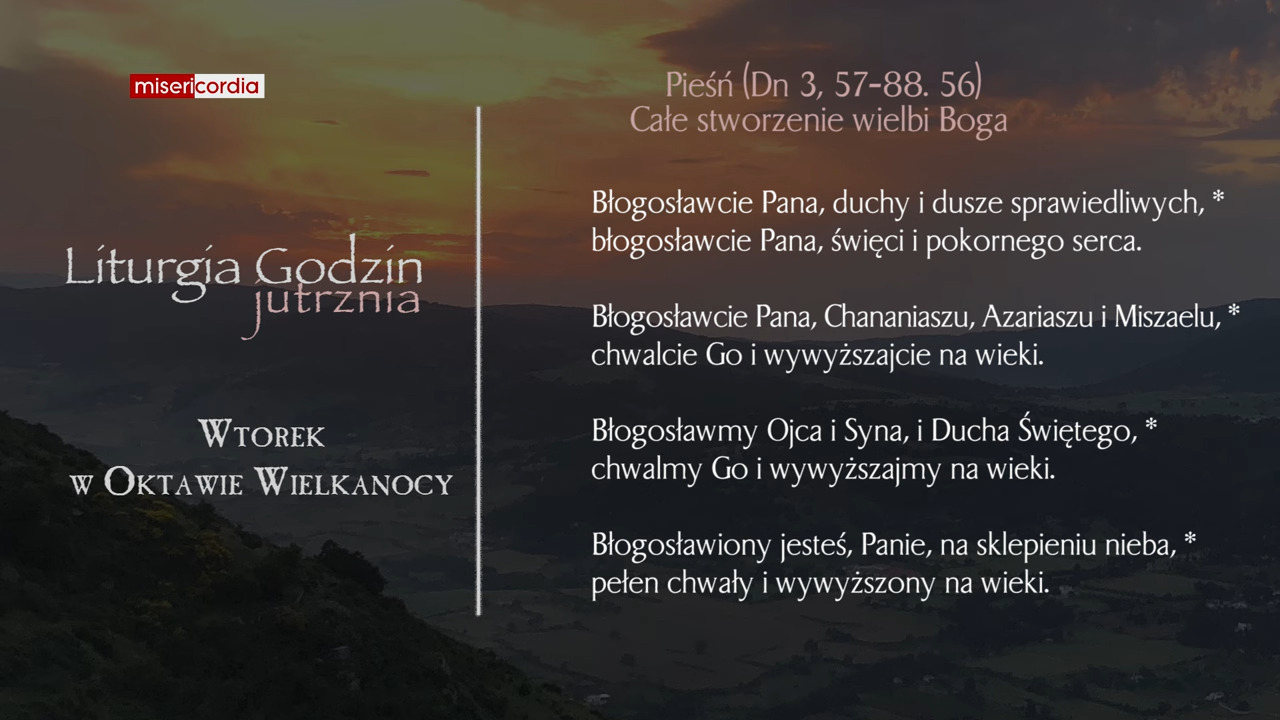 misericordia
Liturgia Godzin
jutrznia
Wtorek
w Oktawie Wielkanocy
Pieśń (Dn 3, 57-88. 56)
Całe stworzenie wielbi Boga
Błogosławcie Pana, duchy i dusze sprawiedliwych, *
błogosławcie Pana, święci i pokornego serca.
Błogosławcie Pana, Chananiaszu, Azariaszu i Miszaelu, *
chwalcie Go i wywyższajcie na wieki.
Błogosławmy Ojca i Syna, i Ducha Świętego, *
chwalmy Go i wywyższajmy na wieki.
Błogosławiony jesteś, Panie, na sklepieniu nieba, *
pełen chwały i wywyższony na wieki.